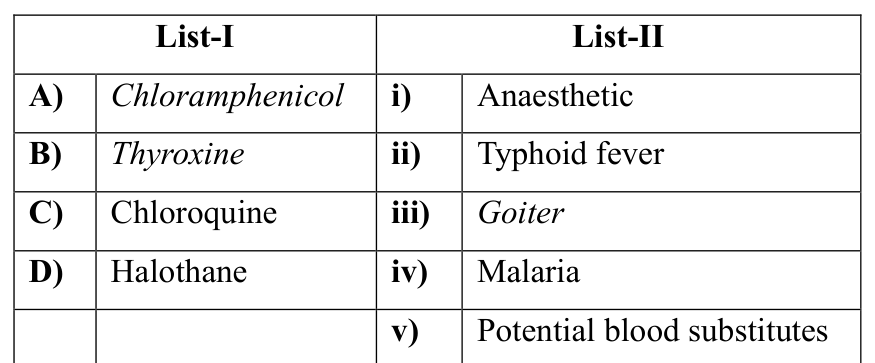 List-I List-II
A) Chloramphenicol i) Anaesthetic
B) Thyroxine ii) Typhoid fever
C) Chloroquine iii) Goiter
D) Halothane iv) Malaria
v) Potential blood substitutes